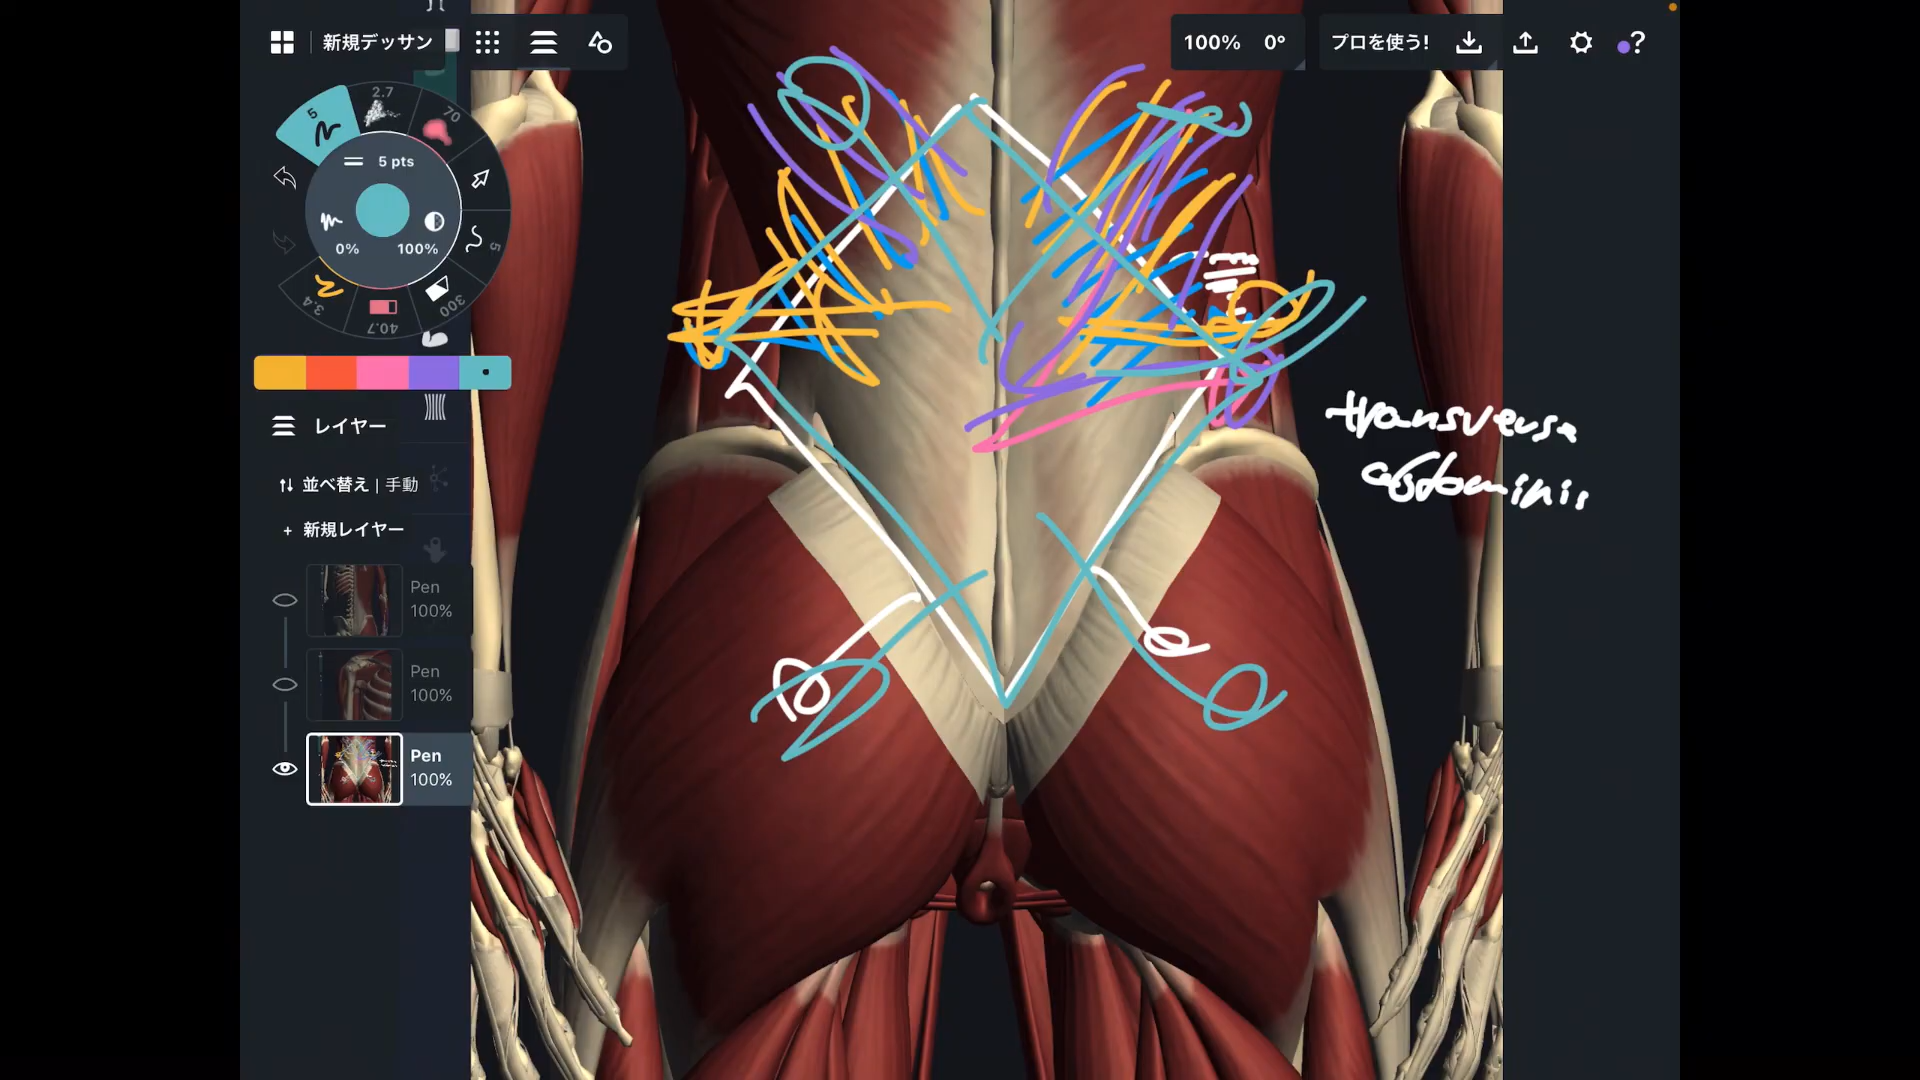 新規デッサン
100% 0°
プロを使う!
?
2.7
5
70
5 pts
0% 100%
5
3.4
40.7
300
レイヤー
並べ替え | 手動
+ 新規レイヤー
Pen
100%
Pen
100%
Pen
100%
transverse
abdominis